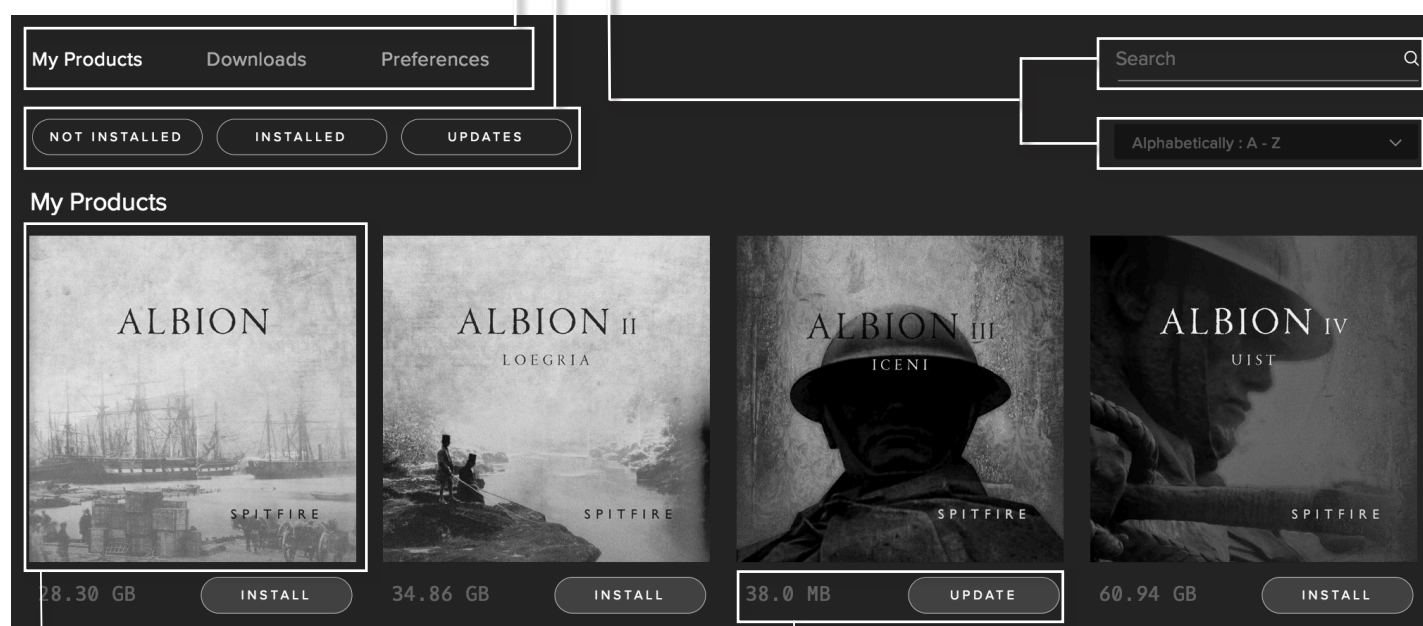 My Products Downloads Preferences
Search
NOT INSTALLED INSTALLED UPDATES
Alphabetically : A - Z
My Products
ALBION
SPITFIRE
ALBION II
LOEGRIA
SPITFIRE
ALBION III
ICENI
SPITFIRE
ALBION IV
UIST
SPITFIRE
28.30 GB INSTALL
34.86 GB INSTALL
38.0 MB UPDATE
60.94 GB INSTALL